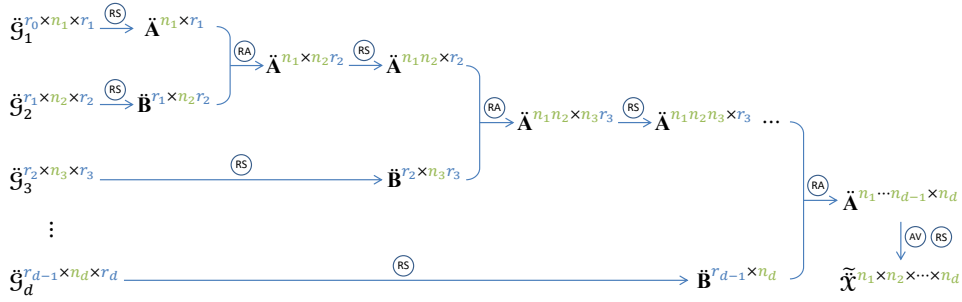 𝒢̈₁^{r₀×n₁×r₁} (RS) Ä^{n₁×r₁}
(RA) Ä^{n₁×n₂r₂} (RS) Ä^{n₁n₂×r₂}
𝒢̈₂^{r₁×n₂×r₂} (RS) B̈^{r₁×n₂r₂}
(RA) Ä^{n₁n₂×n₃r₃} (RS) Ä^{n₁n₂n₃×r₃} ⋯
𝒢̈₃^{r₂×n₃×r₃} (RS) B̈^{r₂×n₃r₃}
(RA) Ä^{n₁⋯n_{d−1}×n_d}
⋮
(AV) (RS)
𝒢̈_d^{r_{d−1}×n_d×r_d} (RS) B̈^{r_{d−1}×n_d}
𝒳̈̃^{n₁×n₂×⋯×n_d}